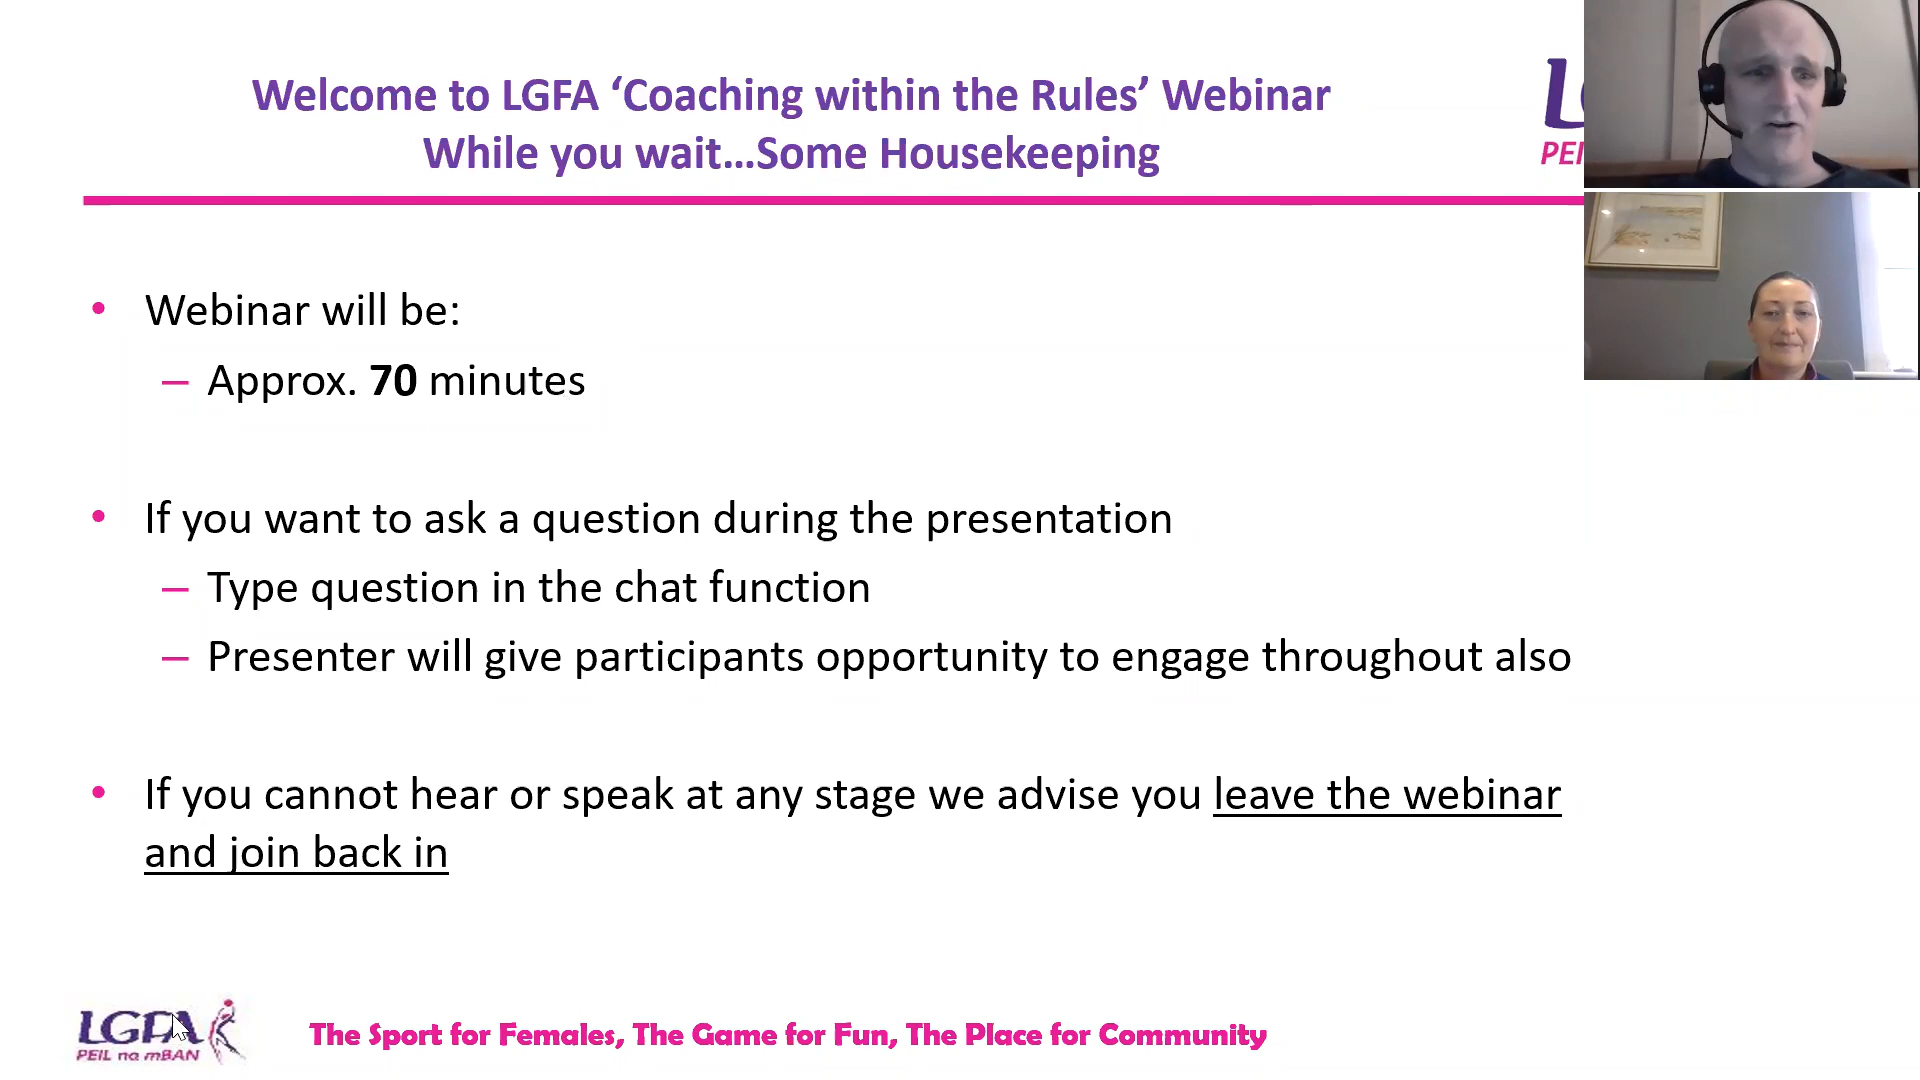 Welcome to LGFA ‘Coaching within the Rules’ Webinar
While you wait…Some Housekeeping
• Webinar will be:
– Approx. 70 minutes
• If you want to ask a question during the presentation
– Type question in the chat function
– Presenter will give participants opportunity to engage throughout also
• If you cannot hear or speak at any stage we advise you leave the webinar
and join back in
LGFA
PEIL na mBAN
The Sport for Females, The Game for Fun, The Place for Community